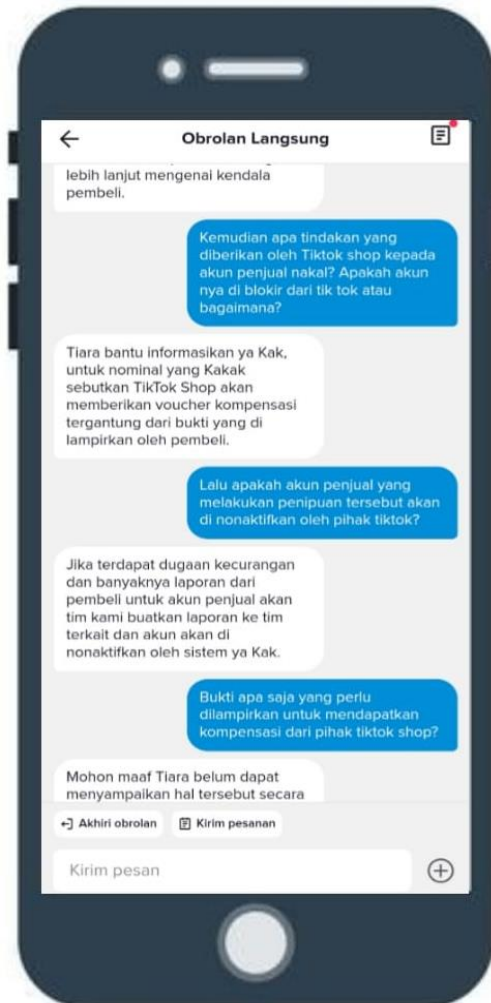 Obrolan Langsung
lebih lanjut mengenai kendala
pembeli.
Kemudian apa tindakan yang
diberikan oleh Tiktok shop kepada
akun penjual nakal? Apakah akun
nya di blokir dari tik tok atau
bagaimana?
Tiara bantu informasikan ya Kak,
untuk nominal yang Kakak
sebutkan TikTok Shop akan
memberikan voucher kompensasi
tergantung dari bukti yang di
lampirkan oleh pembeli.
Lalu apakah akun penjual yang
melakukan penipuan tersebut akan
di nonaktifkan oleh pihak tiktok?
Jika terdapat dugaan kecurangan
dan banyaknya laporan dari
pembeli untuk akun penjual akan
tim kami buatkan laporan ke tim
terkait dan akun akan di
nonaktifkan oleh sistem ya Kak.
Bukti apa saja yang perlu
dilampirkan untuk mendapatkan
kompensasi dari pihak tiktok shop?
Mohon maaf Tiara belum dapat
menyampaikan hal tersebut secara
Akhiri obrolan Kirim pesanan
Kirim pesan